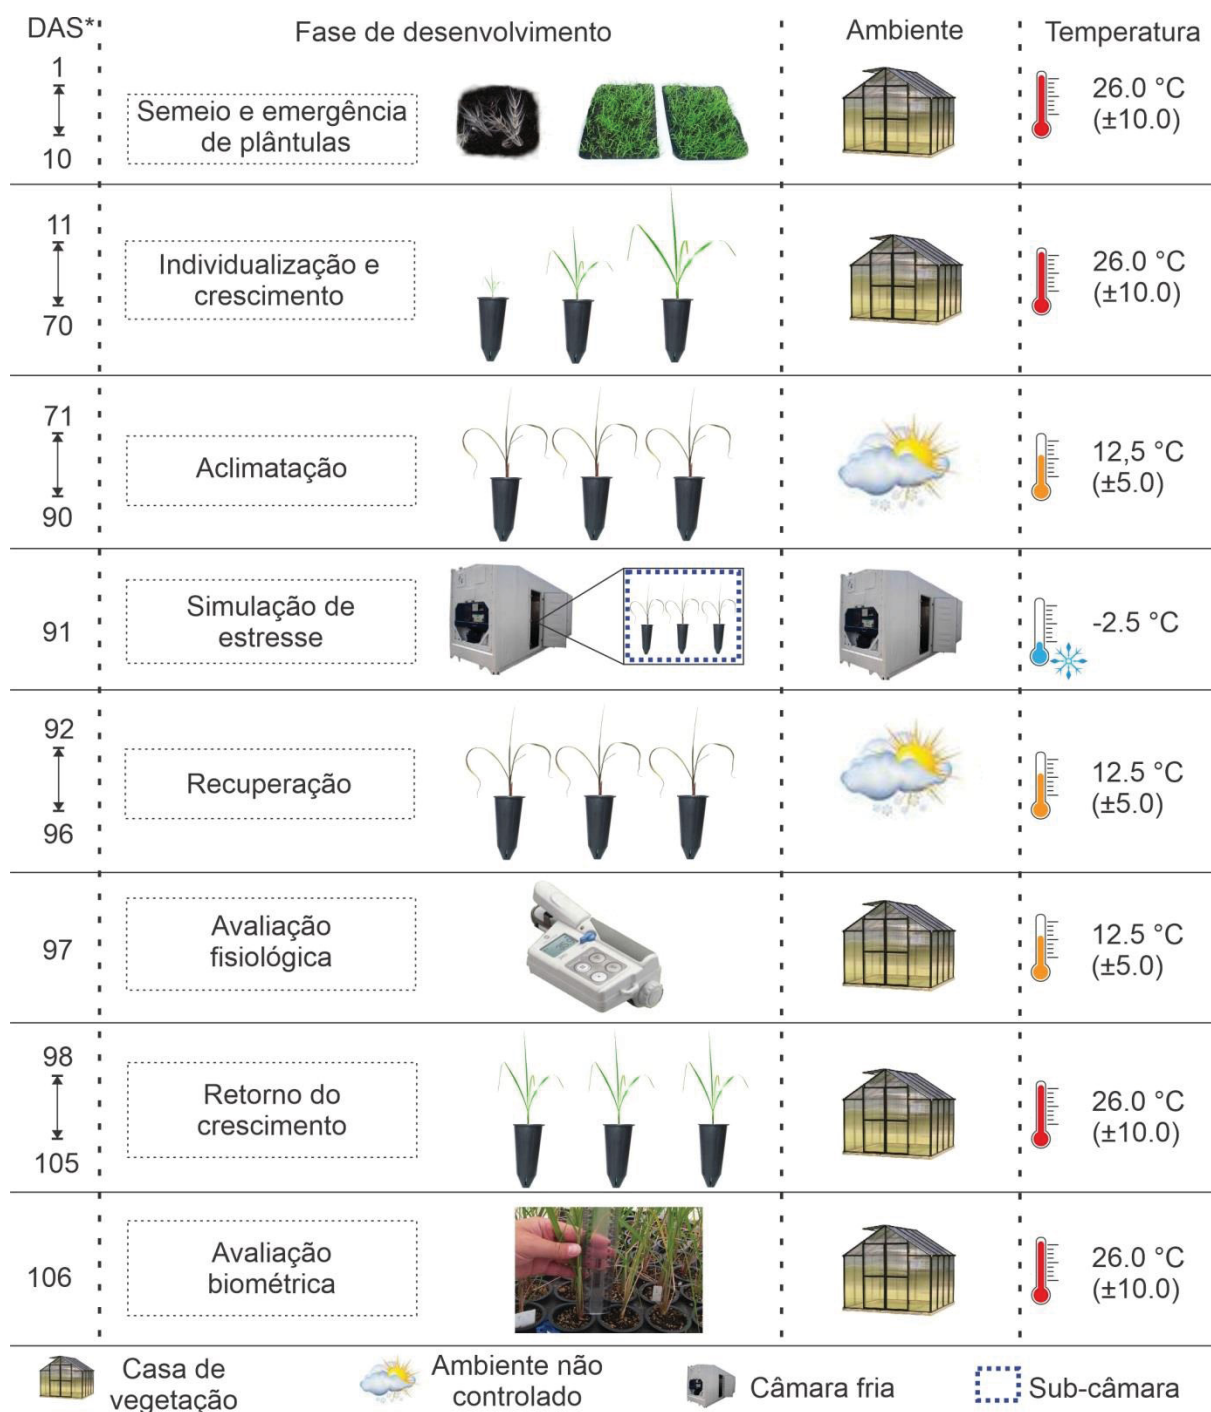 DAS* Fase de desenvolvimento Ambiente Temperatura
1
Semeio e emergência
de plântulas
10
26.0 °C
(±10.0)
11
Individualização e
crescimento
70
26.0 °C
(±10.0)
71
Aclimatação
90
12,5 °C
(±5.0)
91
Simulação de
estresse
-2.5 °C
92
Recuperação
96
12.5 °C
(±5.0)
97
Avaliação
fisiológica
12.5 °C
(±5.0)
98
Retorno do
crescimento
105
26.0 °C
(±10.0)
106
Avaliação
biométrica
26.0 °C
(±10.0)
Casa de
vegetação
Ambiente não
controlado
Câmara fria
Sub-câmara